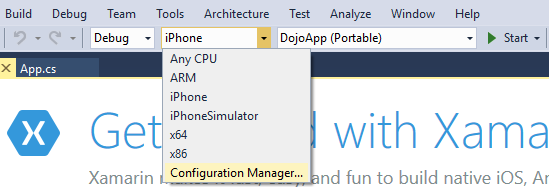 Build Debug Team Tools Architecture Test Analyze Window Help
Debug iPhone DojoApp (Portable) Start
App.cs
Any CPU
ARM
iPhone
iPhoneSimulator
x64
x86
Configuration Manager...
Get d with Xama
Xamarin and fun to build native iOS, An